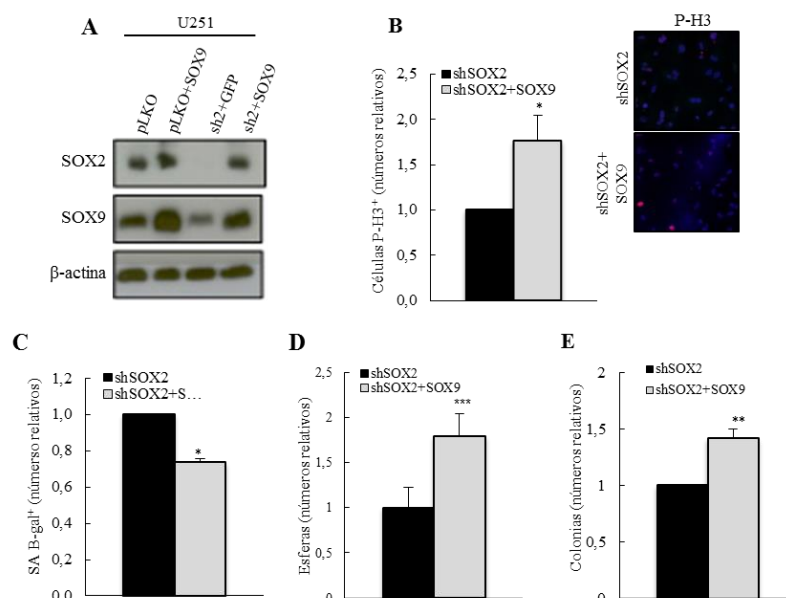 A
U251
pLKO
pLKO+SOX9
sh2+GFP
sh2+SOX9
SOX2
SOX9
β-actina
B
Células P-H3⁺ (números relativos)
2,5
2,0
1,5
1,0
0,5
0,0
shSOX2
shSOX2+SOX9
*
P-H3
shSOX2
shSOX2+
SOX9
C
SA B-gal⁺ (númerso relativos)
1,2
1,0
0,8
0,6
0,4
0,2
0,0
shSOX2
shSOX2+S…
*
D
Esferas (números relativos)
2,5
2
1,5
1
0,5
0
shSOX2
shSOX2+SOX9
***
E
Colonias (números relativos)
2
1,5
1
0,5
0
shSOX2
shSOX2+SOX9
**